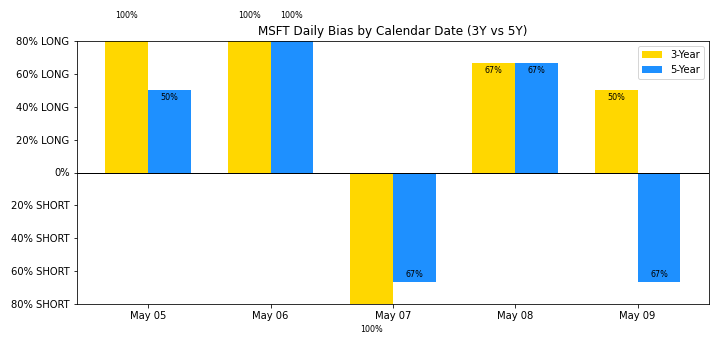 100% 100% 100%
MSFT Daily Bias by Calendar Date (3Y vs 5Y)
80% LONG
3-Year
5-Year
60% LONG
67% 67%
50% 50%
40% LONG
20% LONG
0%
20% SHORT
40% SHORT
60% SHORT
67% 67%
80% SHORT
May 05 May 06 May 07 May 08 May 09
100%